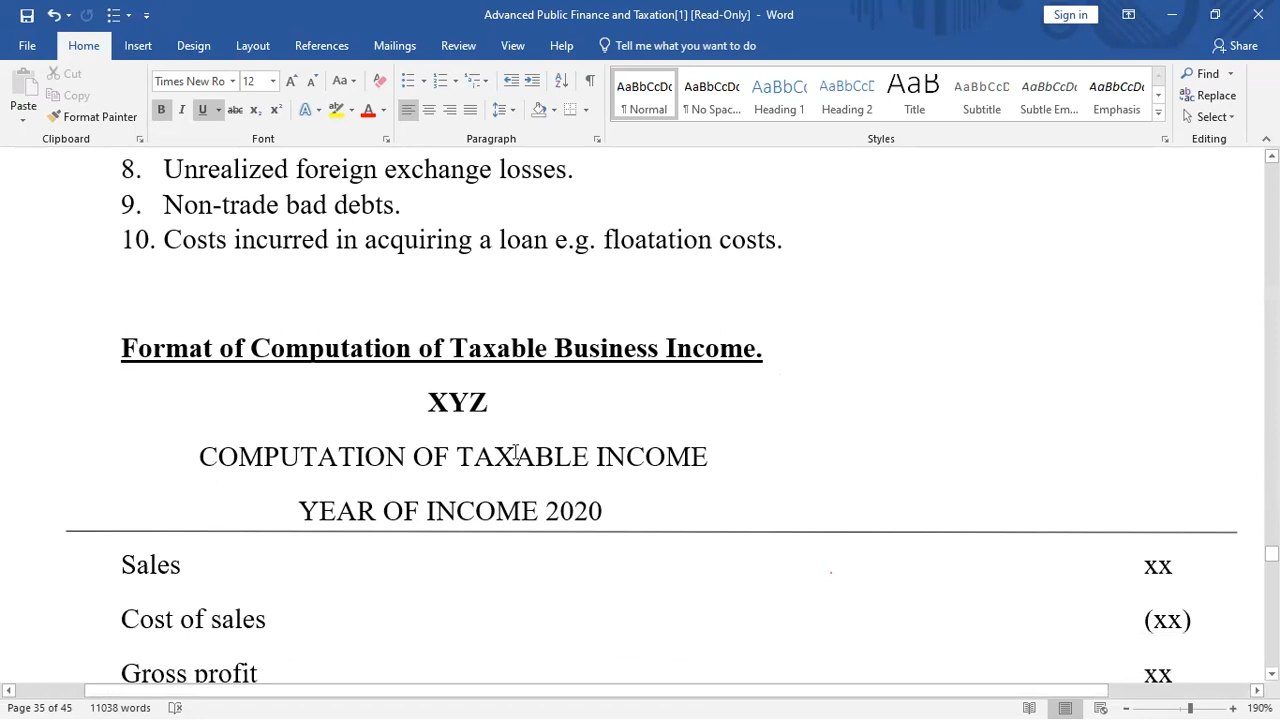 Advanced Public Finance and Taxation[1] [Read-Only] - Word
Sign in
File Home Insert Design Layout References Mailings Review View Help Tell me what you want to do Share
Paste
Cut
Copy
Format Painter
Clipboard
Times New Ro 12
Aa
B I U abc x₂ x²
A
Font
Paragraph
AaBbCcDc AaBbCcDc AaBbCc AaBbCcC AaB AaBbCcD AaBbCcDc AaBbCcDc
¶ Normal ¶ No Spac... Heading 1 Heading 2 Title Subtitle Subtle Em... Emphasis
Styles
Find
Replace
Select
Editing
8. Unrealized foreign exchange losses.
9. Non-trade bad debts.
10. Costs incurred in acquiring a loan e.g. floatation costs.
Format of Computation of Taxable Business Income.
XYZ
COMPUTATION OF TAXABLE INCOME
YEAR OF INCOME 2020
Sales xx
Cost of sales (xx)
Gross profit xx
Page 35 of 45 11038 words
190%